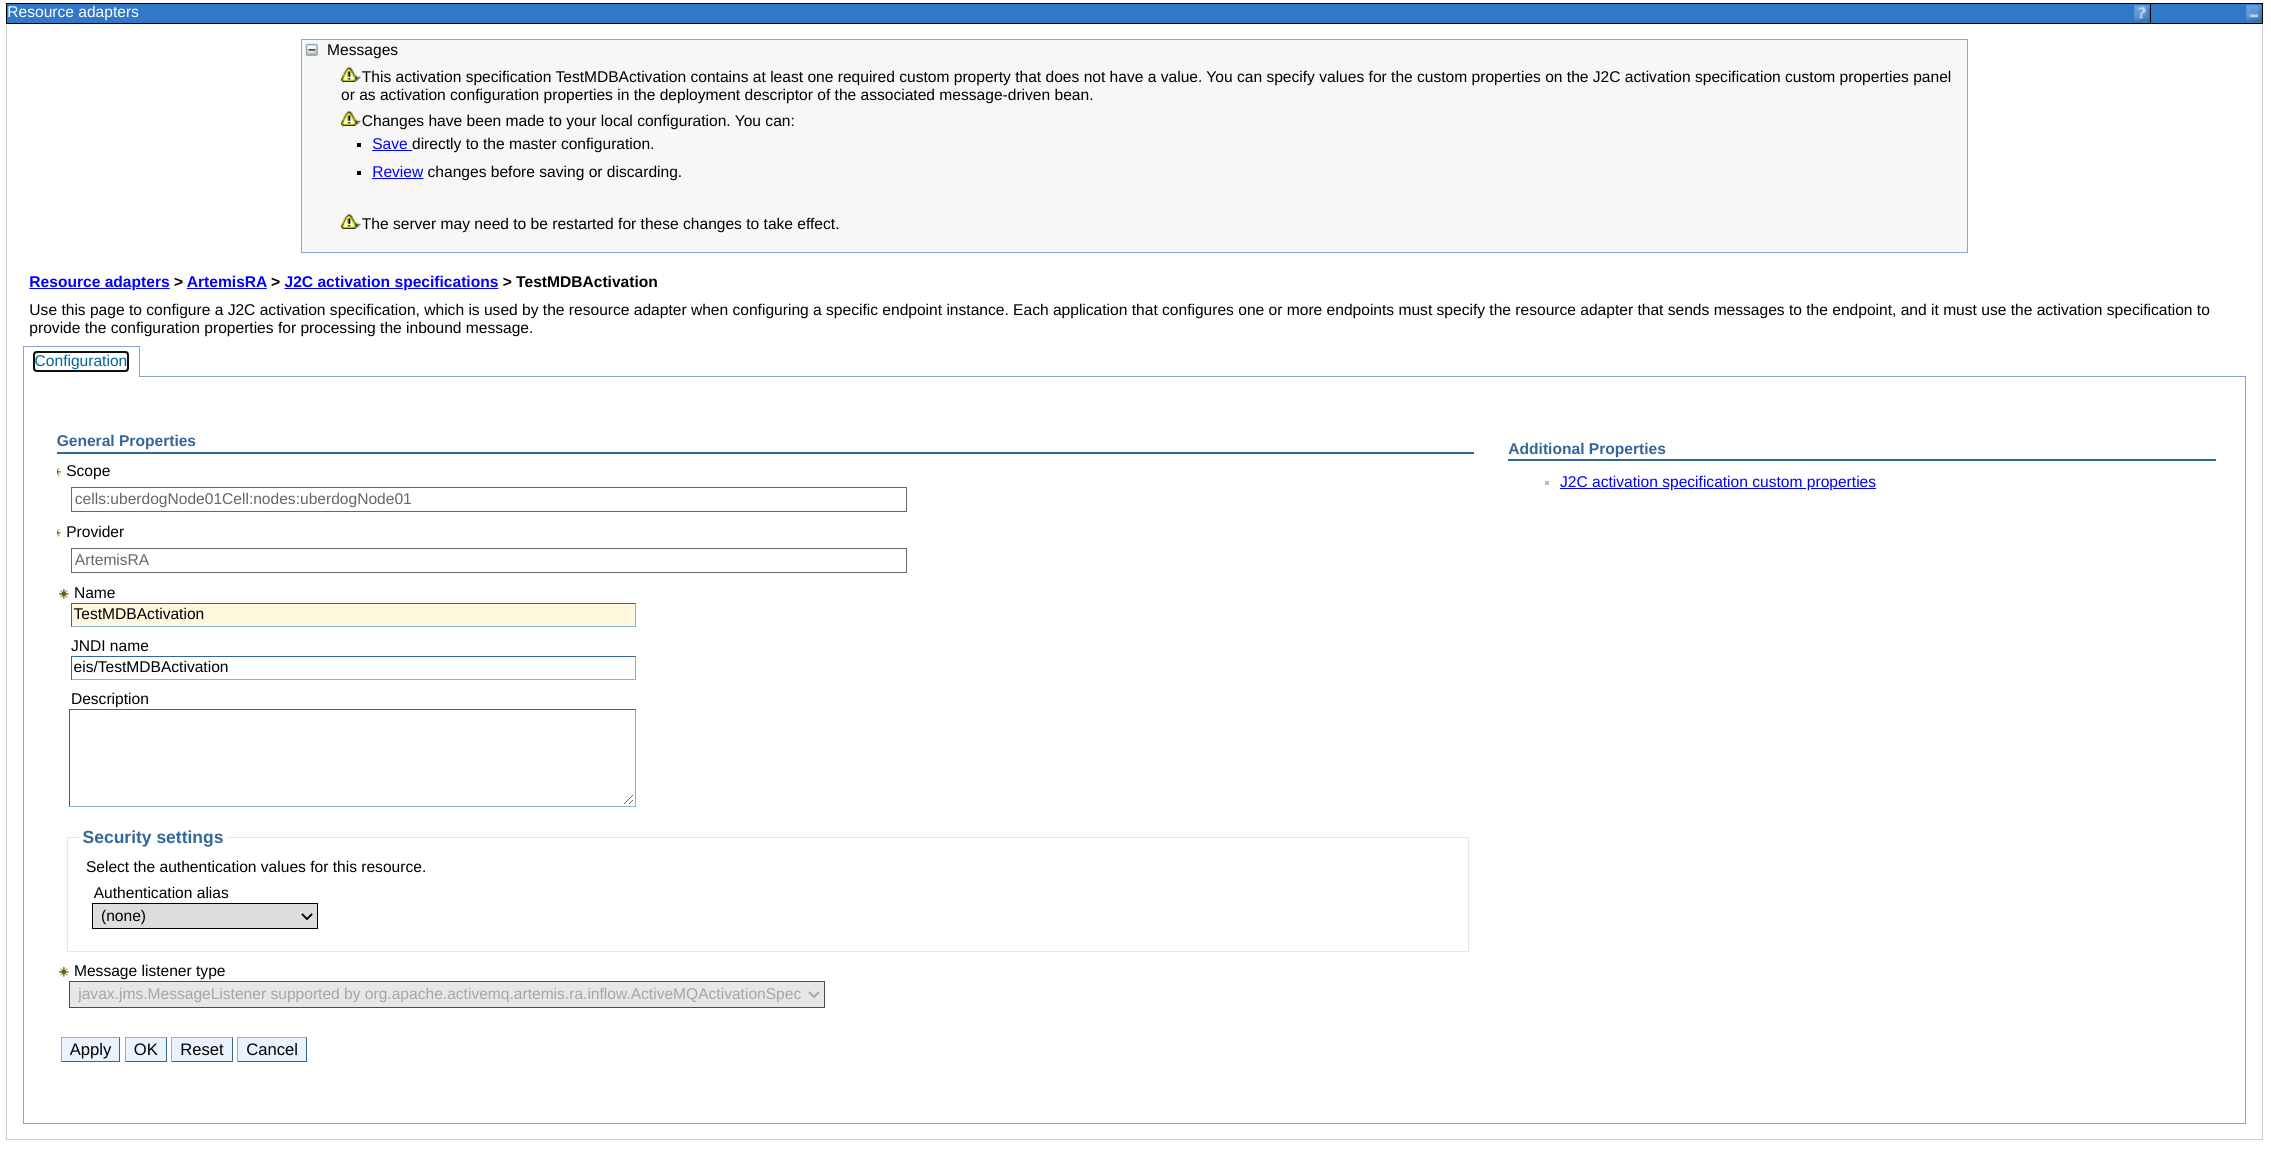 Resource adapters
?
Messages
This activation specification TestMDBActivation contains at least one required custom property that does not have a value. You can specify values for the custom properties on the J2C activation specification custom properties panel
or as activation configuration properties in the deployment descriptor of the associated message-driven bean.
Changes have been made to your local configuration. You can:
Save directly to the master configuration.
Review changes before saving or discarding.
The server may need to be restarted for these changes to take effect.
Resource adapters > ArtemisRA > J2C activation specifications > TestMDBActivation
Use this page to configure a J2C activation specification, which is used by the resource adapter when configuring a specific endpoint instance. Each application that configures one or more endpoints must specify the resource adapter that sends messages to the endpoint, and it must use the activation specification to
provide the configuration properties for processing the inbound message.
Configuration
General Properties
Scope
cells:uberdogNode01Cell:nodes:uberdogNode01
Provider
ArtemisRA
Name
TestMDBActivation
JNDI name
eis/TestMDBActivation
Description
Security settings
Select the authentication values for this resource.
Authentication alias
(none)
Message listener type
javax.jms.MessageListener supported by org.apache.activemq.artemis.ra.inflow.ActiveMQActivationSpec
Apply OK Reset Cancel
Additional Properties
J2C activation specification custom properties